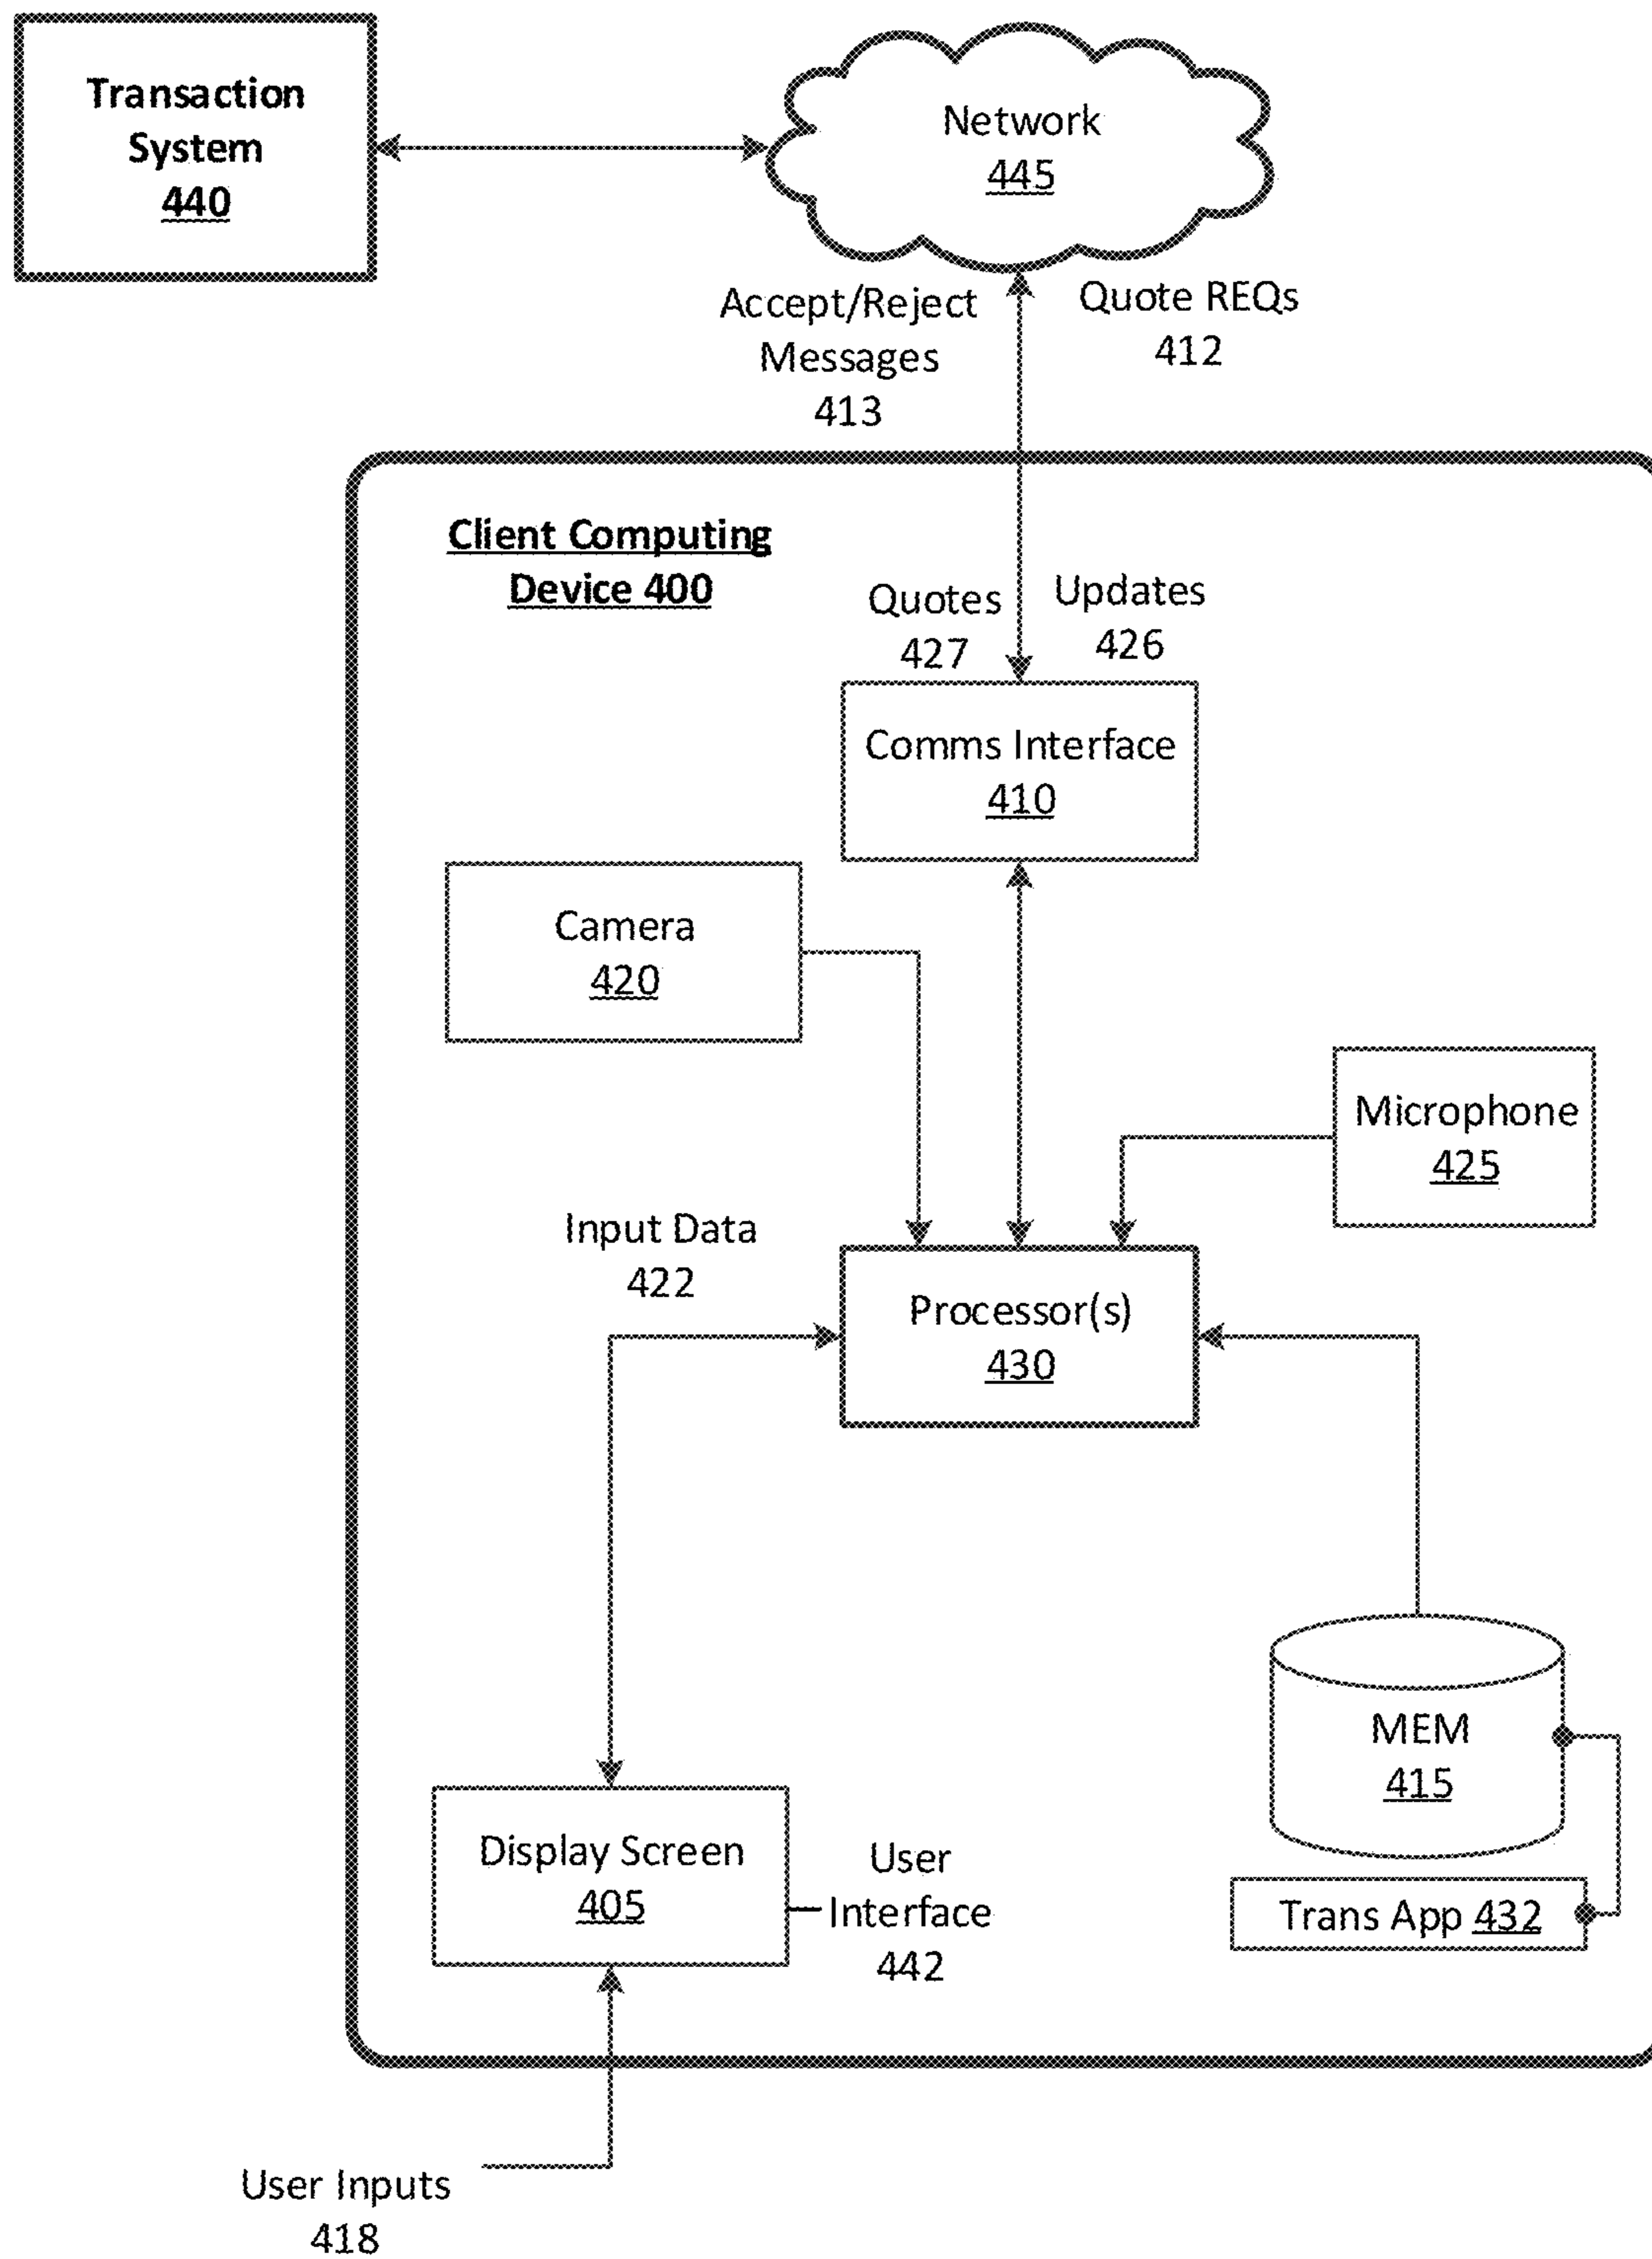 Transaction
System
440
Network
445
Accept/Reject
Messages
413
Quote REQs
412
Client Computing
Device 400
Quotes
427
Updates
426
Comms Interface
410
Camera
420
Microphone
425
Input Data
422
Processor(s)
430
MEM
415
Display Screen
405
User
Interface
442
Trans App 432
User Inputs
418